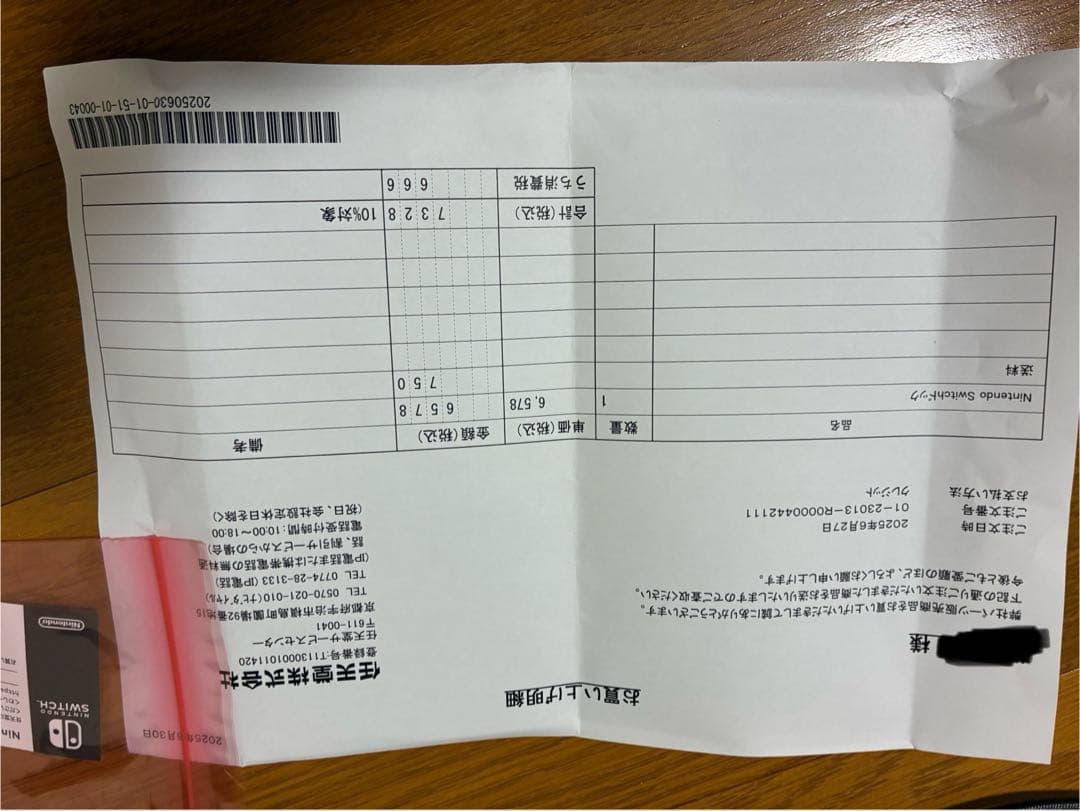 2025年6月30日
お買い上げ明細
様
任天堂株式会社
登録番号:T1130001011420
任天堂サービスセンター
〒611-0041
京都府宇治市槇島町薗場92番地15
TEL 0570-021-010(ナビダイヤル)
TEL 0774-28-3133 (IP電話)
(IP電話または携帯電話の無料通
話、割引サービスからの場合)
電話受付時間:10:00~18:00
(祝日、会社設定休日を除く)
弊社パーツ販売商品をお買い上げいただきまして誠にありがとうございます。
下記の通りご注文いただきました商品をお送りいたしますのでご査収ください。
今後ともご愛顧のほど、よろしくお願い申し上げます。
ご注文日時 2025年6月27日
ご注文番号 01-23013-R0000442111
お支払い方法 クレジット
品名 数量 単価(税込) 金額(税込) 備考
Nintendo Switchドック 1 6,578 6578
送料 750
合計(税込) 7328 10%対象
うち消費税 666
20250630-01-51-01-00043
Nin
NINTENDO
SWITCH™
Nintendo